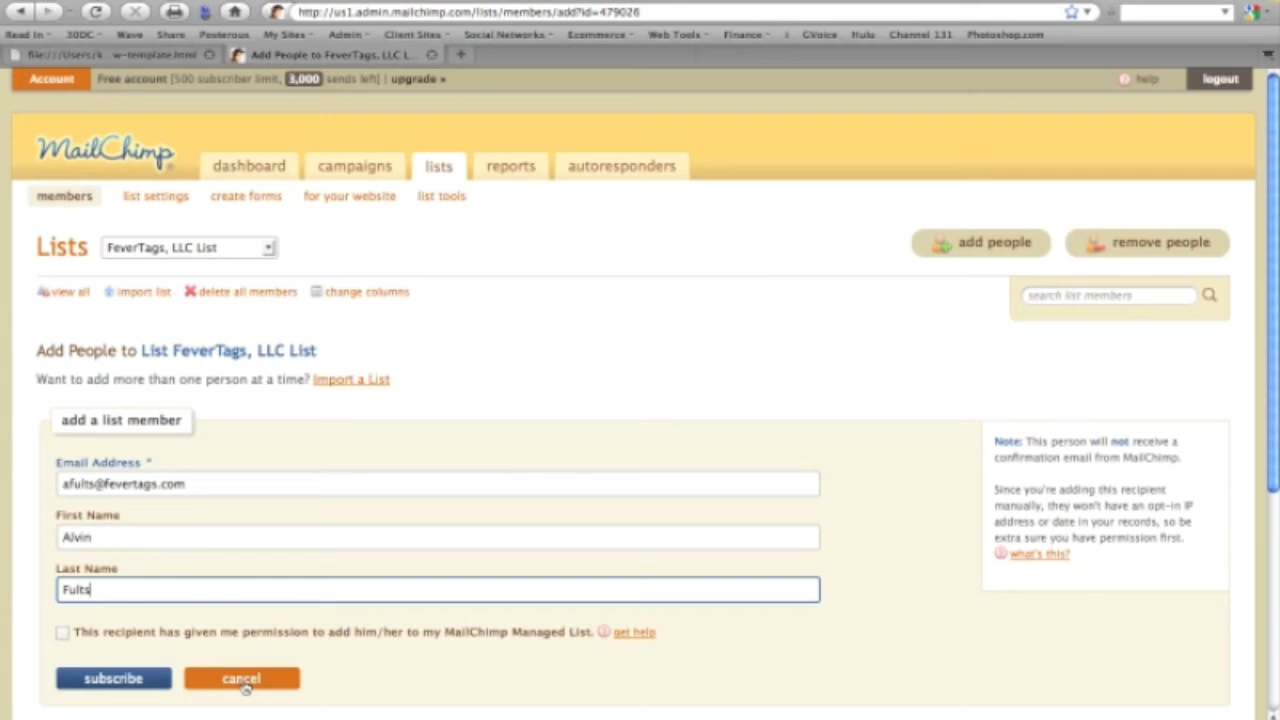 http://us1.admin.mailchimp.com/lists/members/add?id=479026
Read In 30DC Wave Share Posterous My Sites Admin Client Sites Social Networks Ecommerce Web Tools Finance GVoice Hulu Channel 131 Photoshop.com
file:///Users/k...w-template.html Add People to FeverTags, LLC L...
Account Free account [500 subscriber limit, 3,000 sends left] | upgrade » help logout
MailChimp dashboard campaigns lists reports autoresponders
members list settings create forms for your website list tools
Lists FeverTags, LLC List add people remove people
view all import list delete all members change columns search list members
Add People to List FeverTags, LLC List
Want to add more than one person at a time? Import a List
add a list member
Email Address *
afults@fevertags.com
First Name
Alvin
Last Name
Fults
This recipient has given me permission to add him/her to my MailChimp Managed List. get help
subscribe cancel
Note: This person will not receive a
confirmation email from MailChimp.
Since you're adding this recipient
manually, they won't have an opt-in IP
address or date in your records, so be
extra sure you have permission first.
what's this?